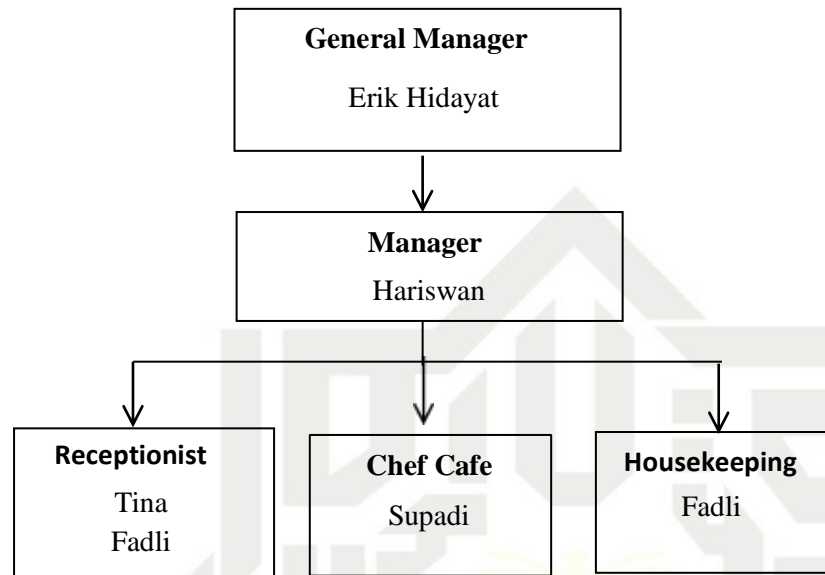 General Manager
Erik Hidayat
Manager
Hariswan
Receptionist
Tina
Fadli
Chef Cafe
Supadi
Housekeeping
Fadli